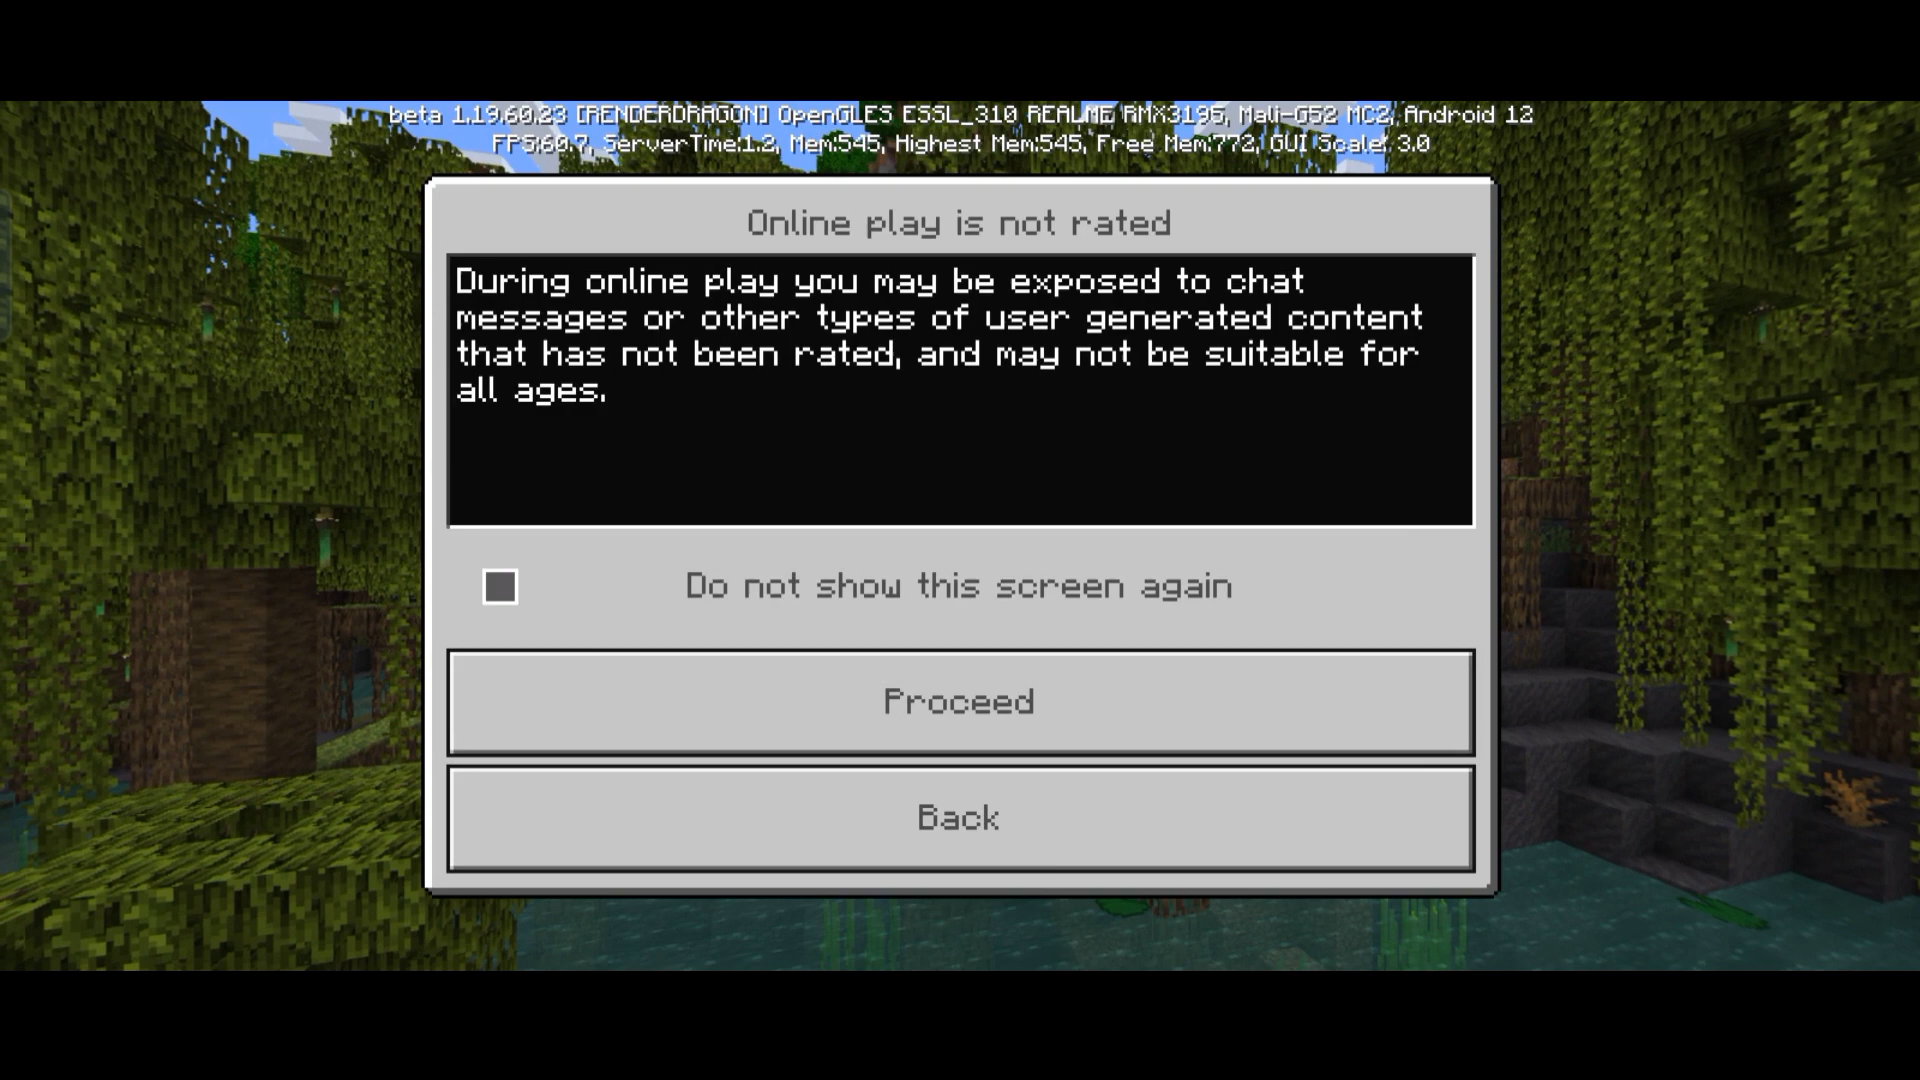 beta 1.19.60.23 [RENDERDRAGON] OpenGLES ESSL_310 REALME RMX3195, Mali-G52 MC2, Android 12
FPS:60.7, ServerTime:1.2, Mem:545, Highest Mem:545, Free Mem:772, GUI Scale: 3.0
Online play is not rated
During online play you may be exposed to chat
messages or other types of user generated content
that has not been rated, and may not be suitable for
all ages.
Do not show this screen again
Proceed
Back